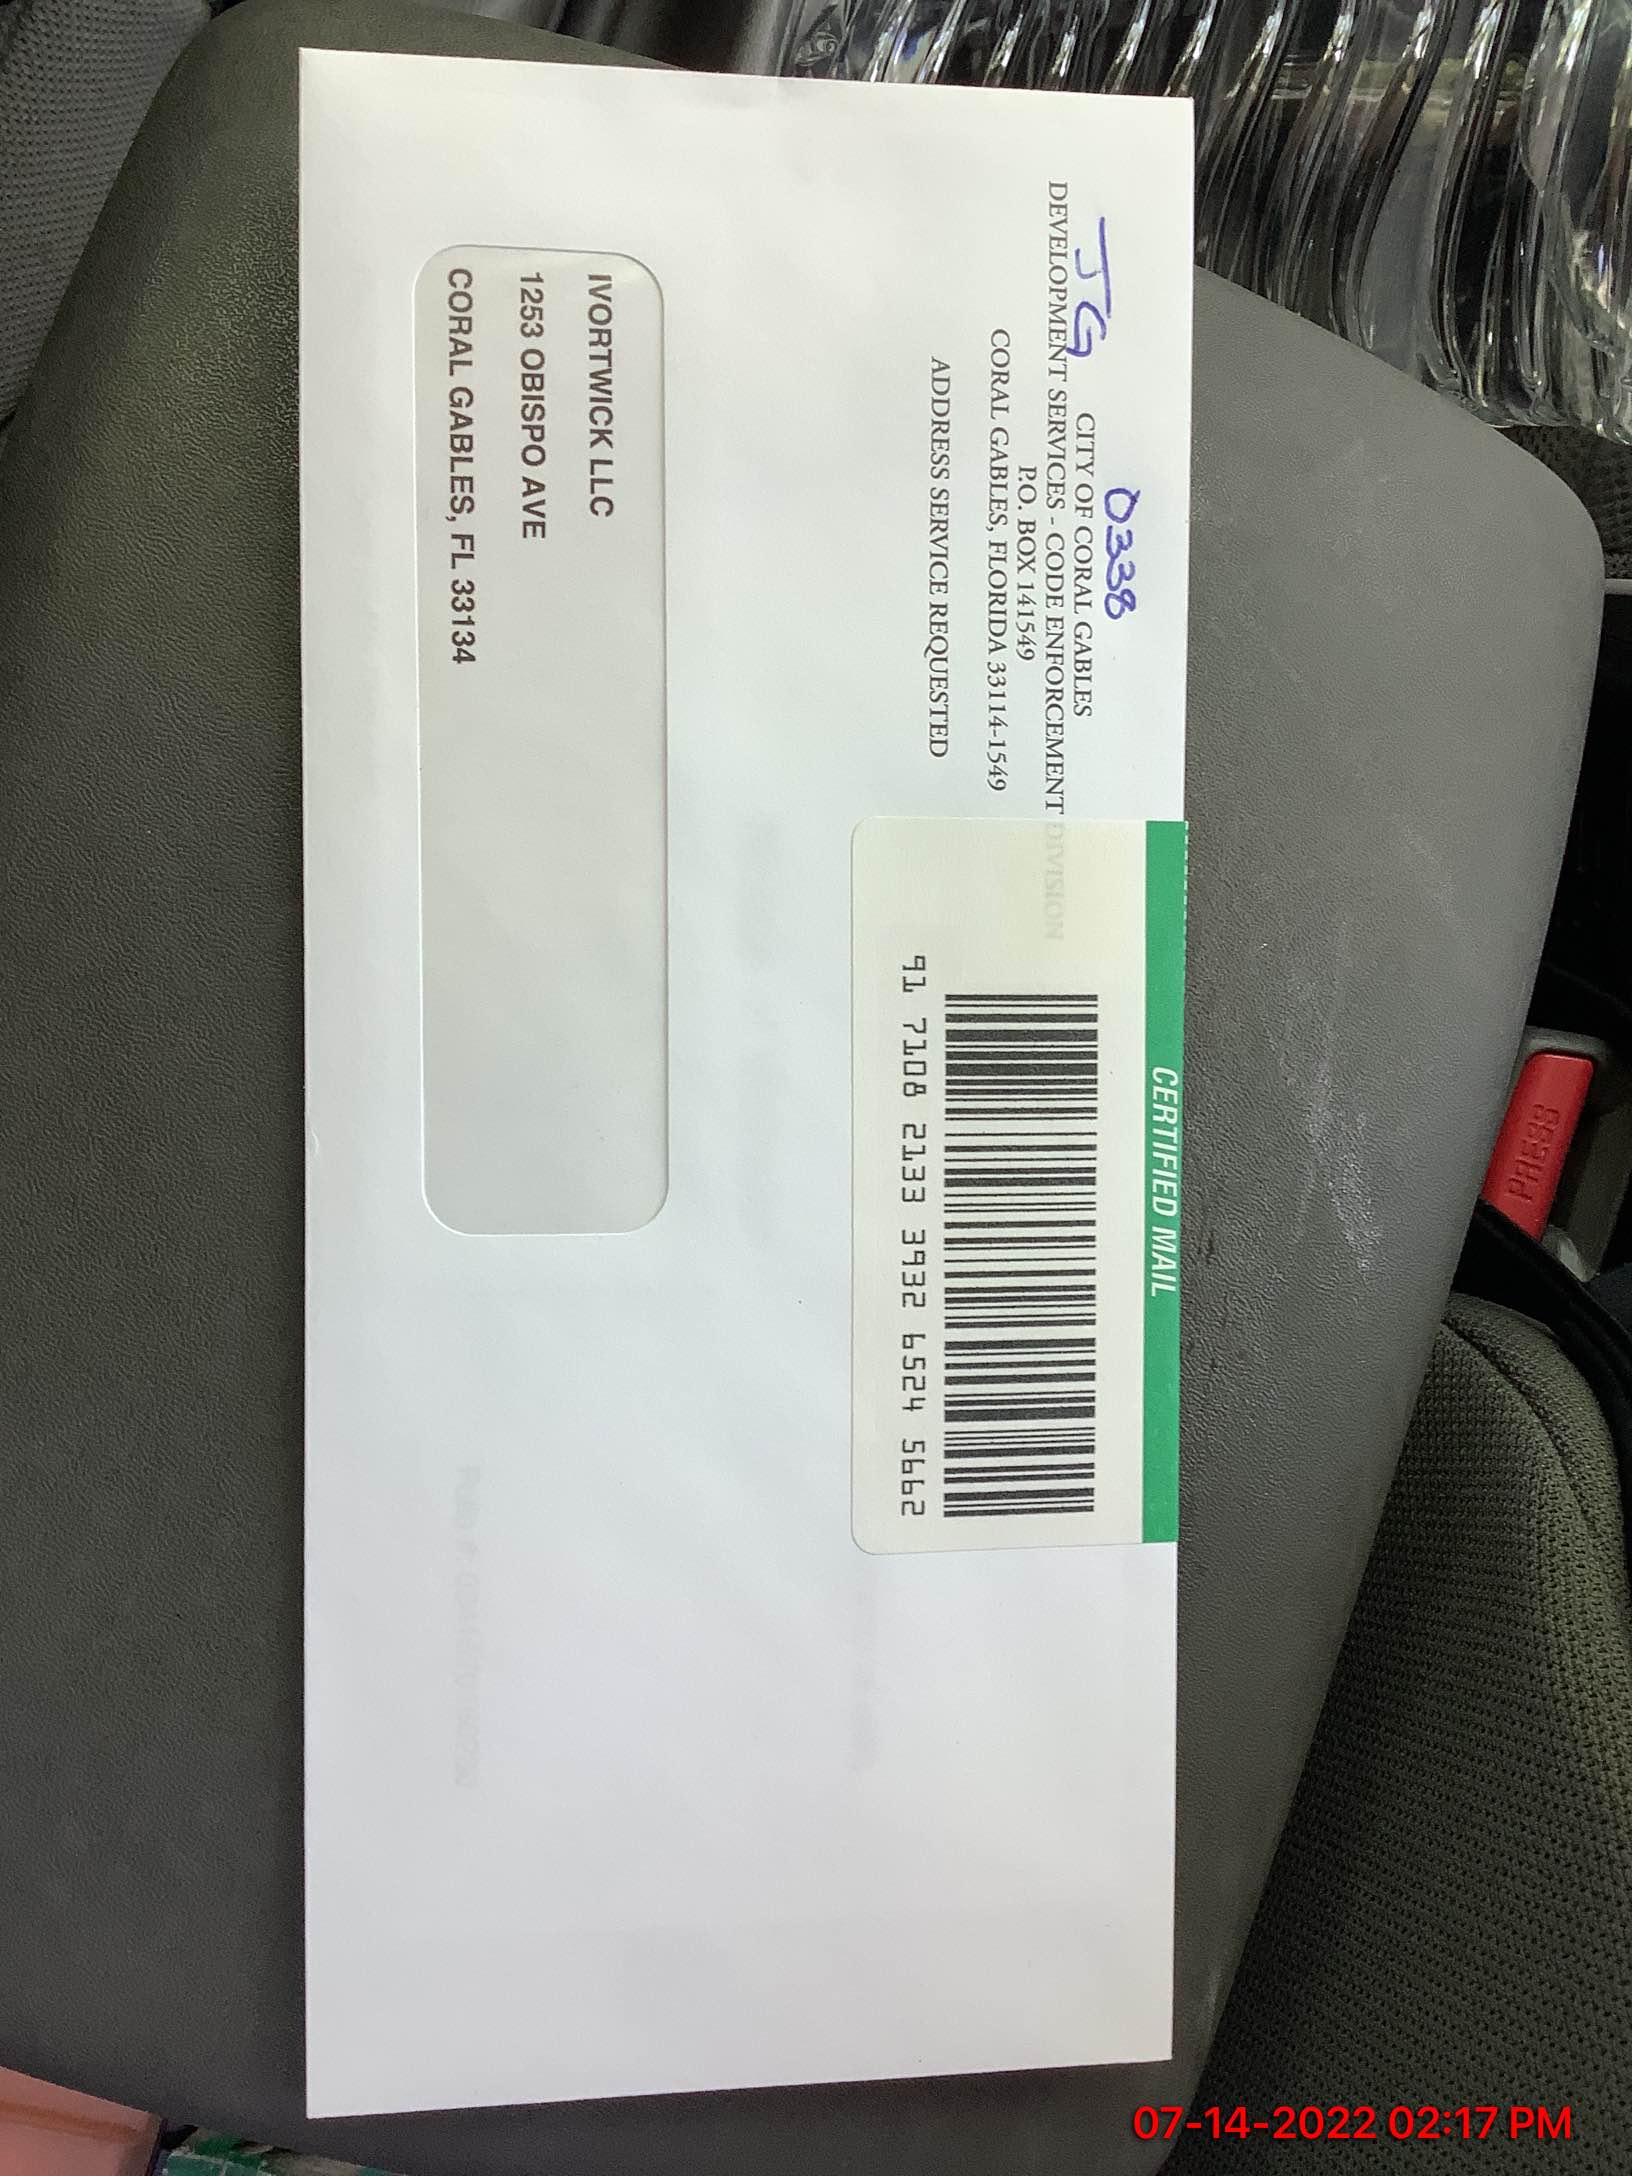 JG 0338
CITY OF CORAL GABLES
DEVELOPMENT SERVICES - CODE ENFORCEMENT DIVISION
P.O. BOX 141549
CORAL GABLES, FLORIDA 33114-1549
ADDRESS SERVICE REQUESTED
CERTIFIED MAIL
91 7108 2133 3932 6524 5662
IVORTWICK LLC
1253 OBISPO AVE
CORAL GABLES, FL 33134
PRESS
07-14-2022 02:17 PM